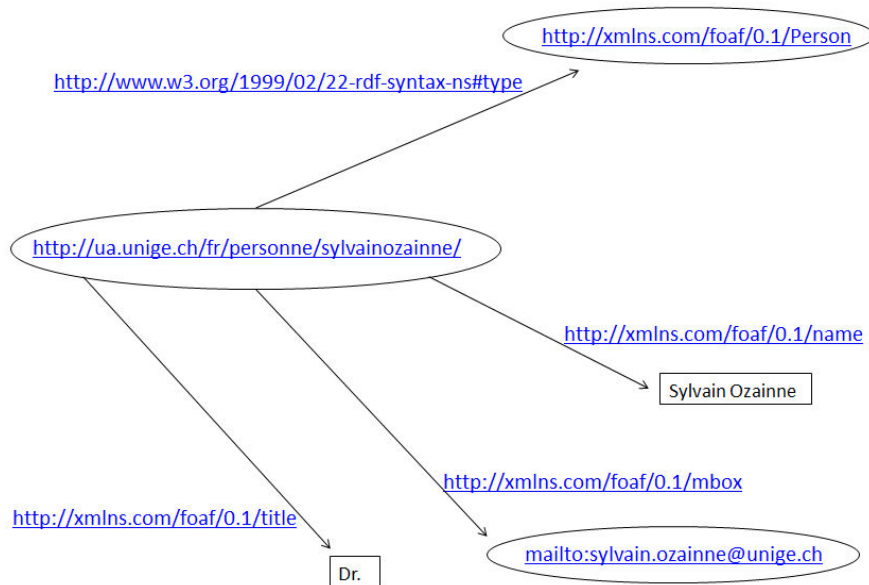 http://xmlns.com/foaf/0.1/Person
http://www.w3.org/1999/02/22-rdf-syntax-ns#type
http://ua.unige.ch/fr/personne/sylvainozainne/
http://xmlns.com/foaf/0.1/name
Sylvain Ozainne
http://xmlns.com/foaf/0.1/mbox
http://xmlns.com/foaf/0.1/title
mailto:sylvain.ozainne@unige.ch
Dr.